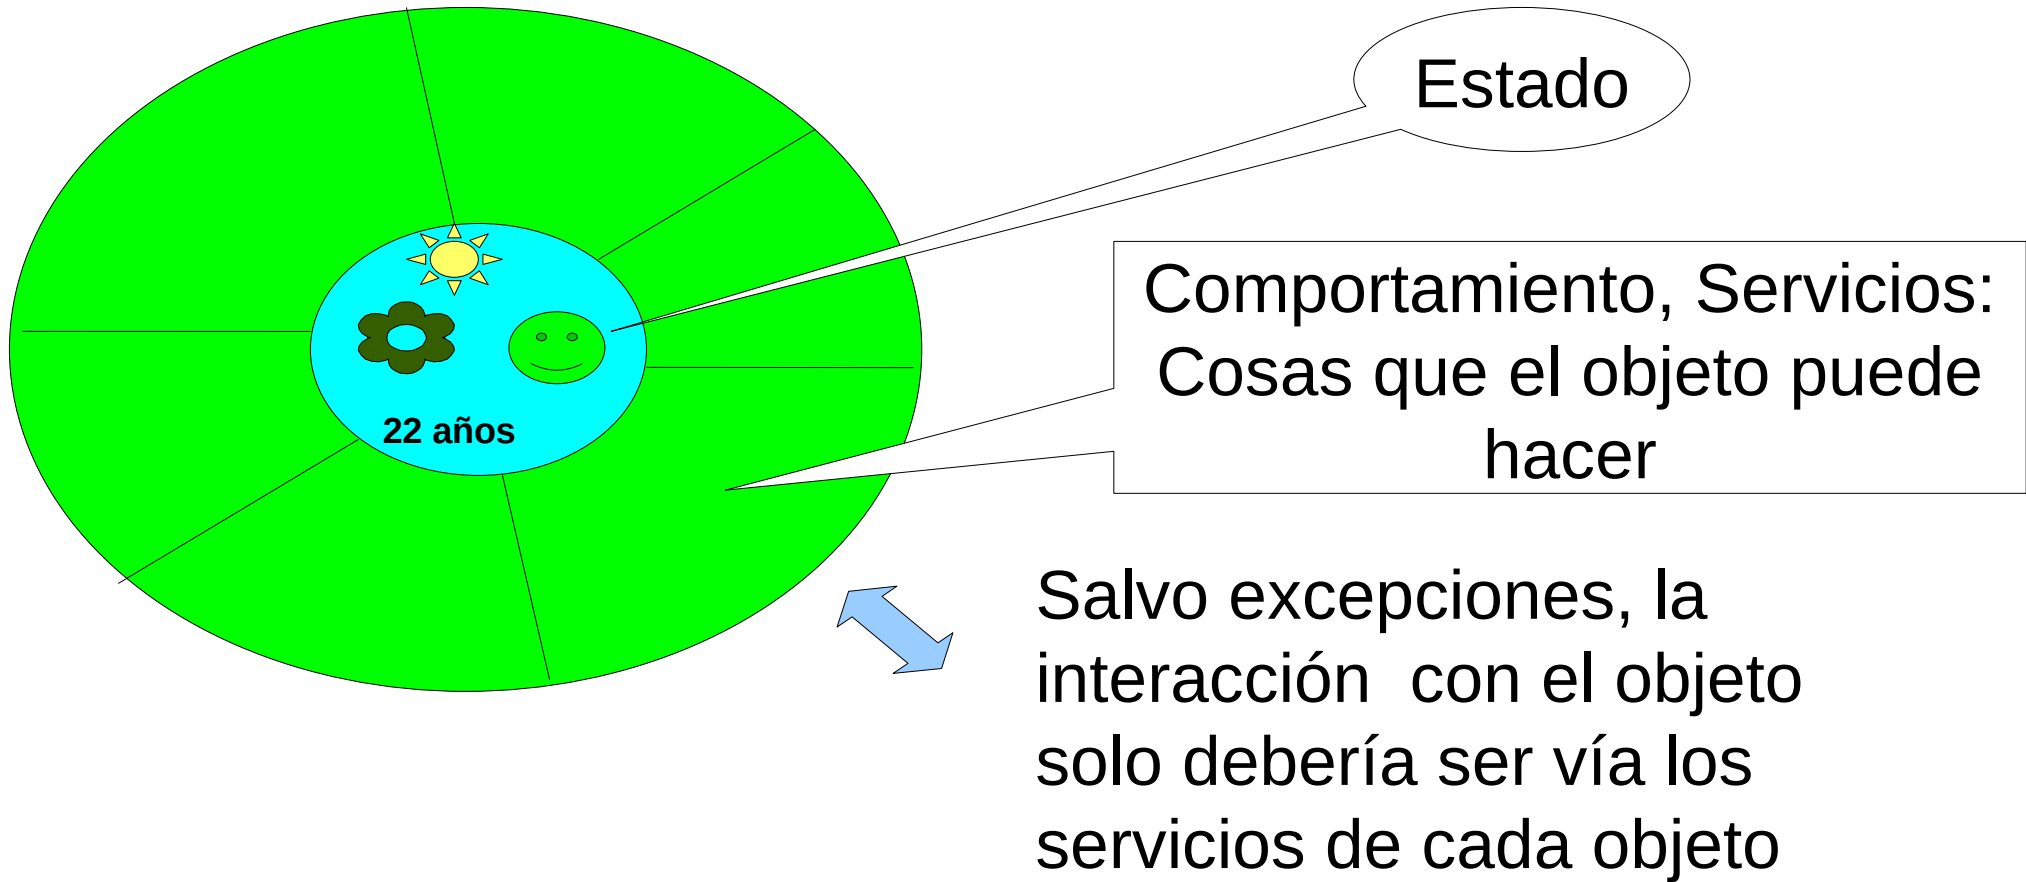 Estado
Comportamiento, Servicios:
Cosas que el objeto puede
hacer
22 años
Salvo excepciones, la
interacción  con el objeto
solo debería ser vía los
servicios de cada objeto